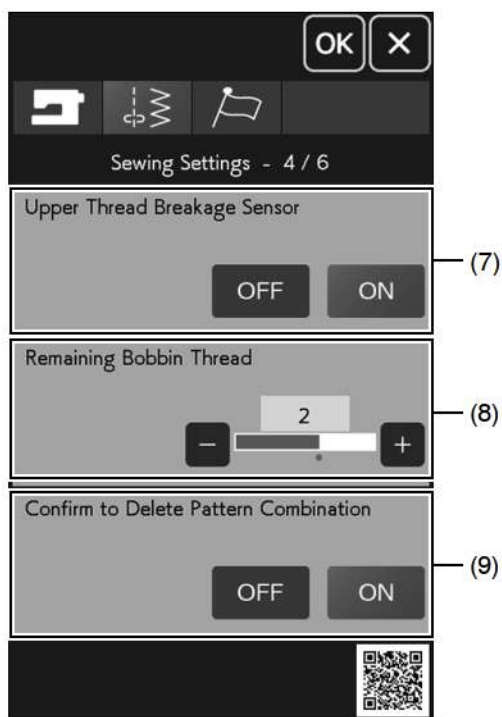 OK X
Sewing Settings - 4 / 6
Upper Thread Breakage Sensor
(7)
OFF ON
Remaining Bobbin Thread
2
(8)
- +
Confirm to Delete Pattern Combination
(9)
OFF ON